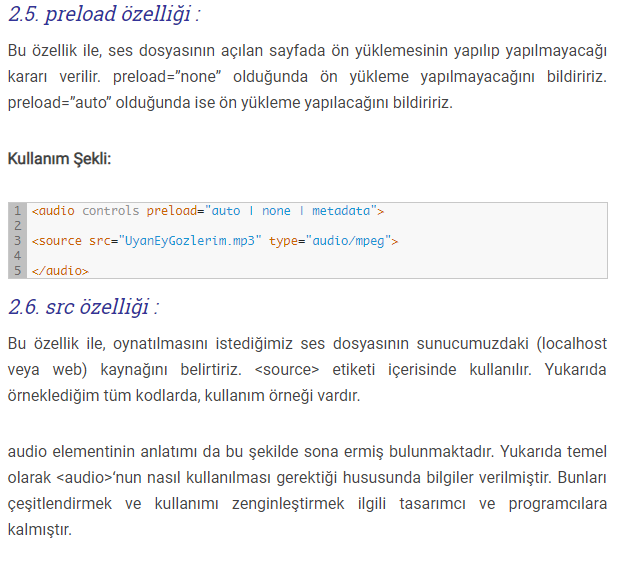 2.5. preload özelliği :
Bu özellik ile, ses dosyasının açılan sayfada ön yüklemesinin yapılıp yapılmayacağı
kararı verilir. preload=”none” olduğunda ön yükleme yapılmayacağını bildiririz.
preload=”auto” olduğunda ise ön yükleme yapılacağını bildiririz.
Kullanım Şekli:
1 <audio controls preload="auto | none | metadata">
2
3 <source src="UyanEyGozlerim.mp3" type="audio/mpeg">
4
5 </audio>
2.6. src özelliği :
Bu özellik ile, oynatılmasını istediğimiz ses dosyasının sunucumuzdaki (localhost
veya web) kaynağını belirtiriz. <source> etiketi içerisinde kullanılır. Yukarıda
örneklediğim tüm kodlarda, kullanım örneği vardır.
audio elementinin anlatımı da bu şekilde sona ermiş bulunmaktadır. Yukarıda temel
olarak <audio>‘nun nasıl kullanılması gerektiği hususunda bilgiler verilmiştir. Bunları
çeşitlendirmek ve kullanımı zenginleştirmek ilgili tasarımcı ve programcılara
kalmıştır.